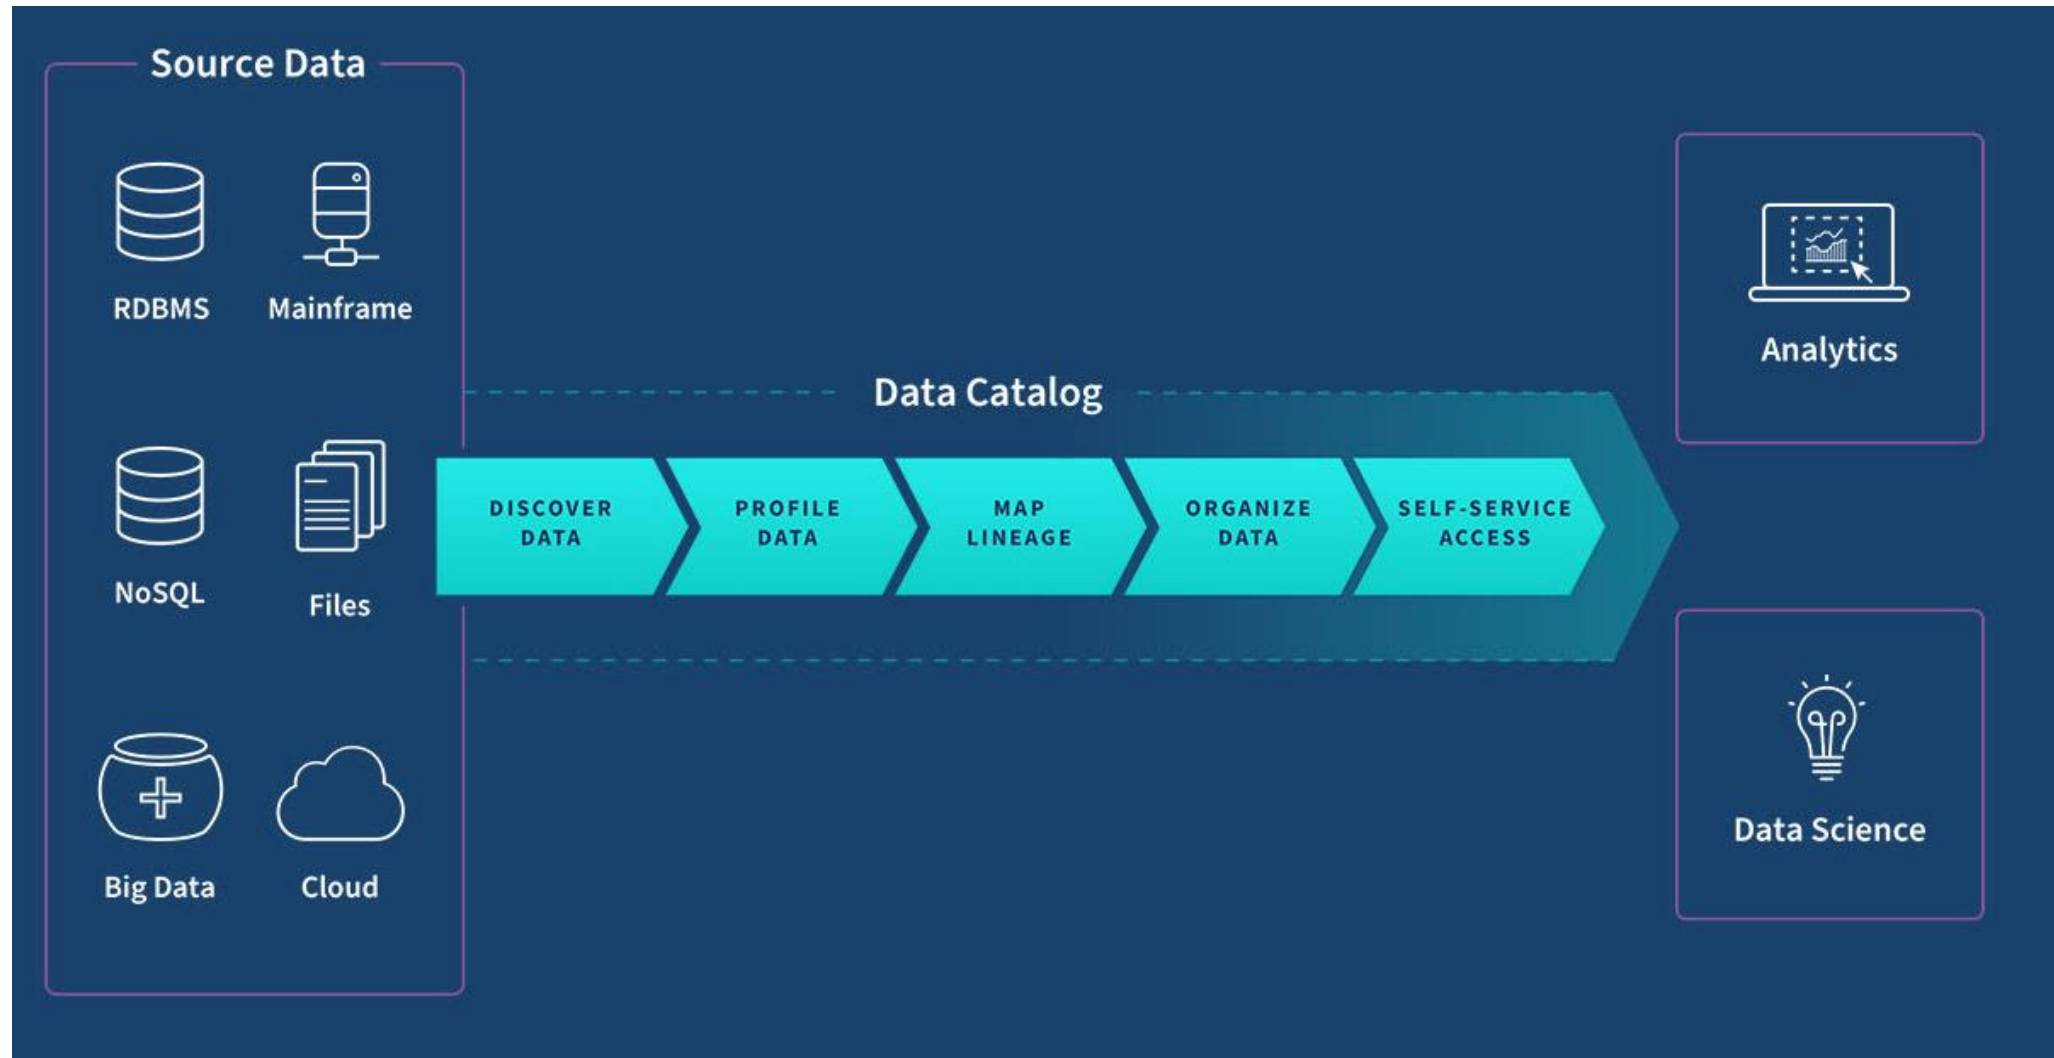 Source Data
RDBMS
Mainframe
NoSQL
Files
Big Data
Cloud
Data Catalog
DISCOVER
DATA
PROFILE
DATA
MAP
LINEAGE
ORGANIZE
DATA
SELF-SERVICE
ACCESS
Analytics
Data Science